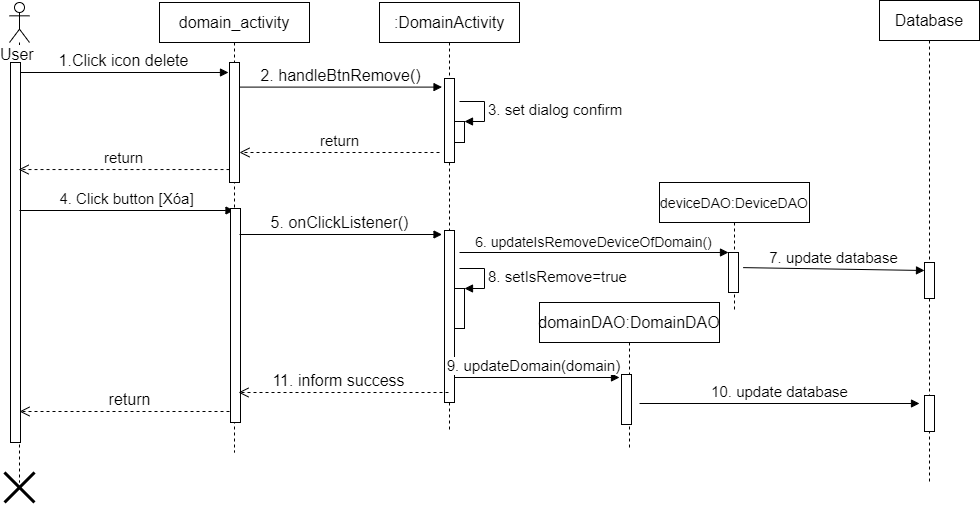 domain_activity
:DomainActivity
Database
User
1.Click icon delete
2. handleBtnRemove()
3. set dialog confirm
return
return
4. Click button [Xóa]
deviceDAO:DeviceDAO
5. onClickListener()
6. updateIsRemoveDeviceOfDomain()
7. update database
8. setIsRemove=true
domainDAO:DomainDAO
9. updateDomain(domain)
11. inform success
10. update database
return